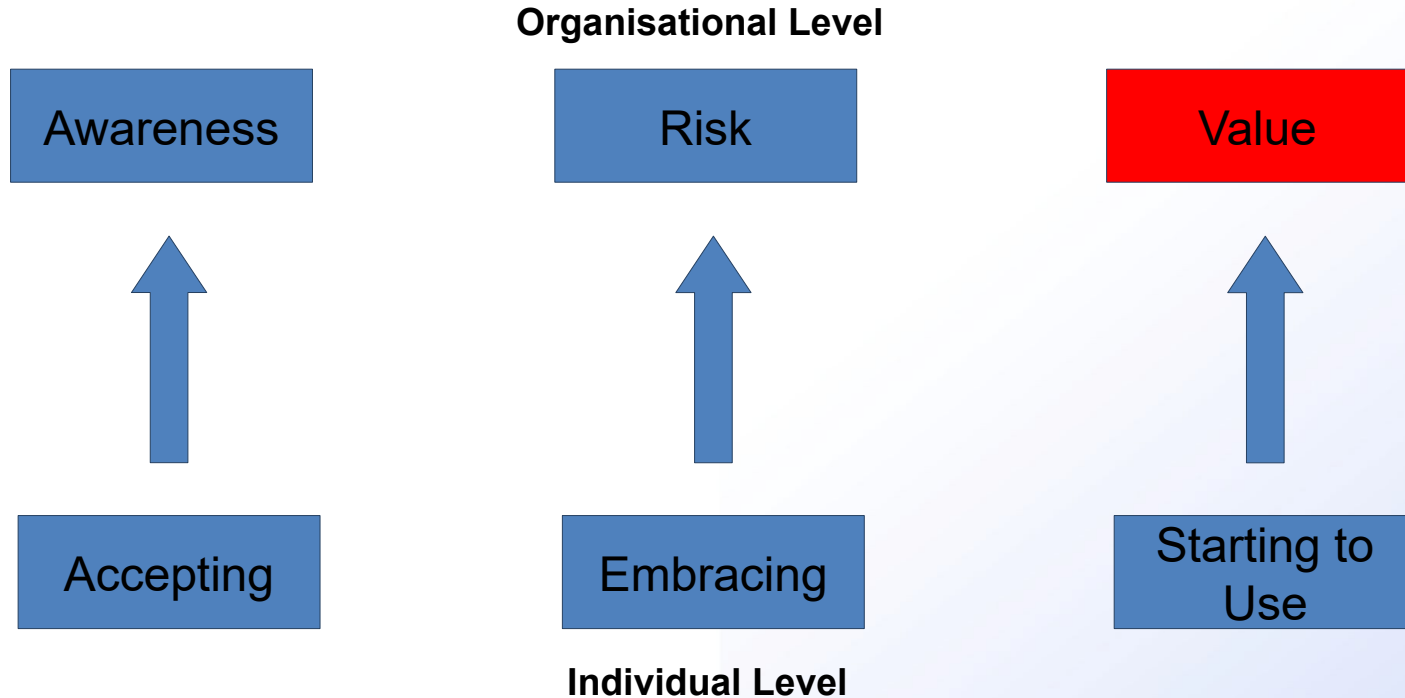 Organisational Level
Awareness
Risk
Value
Accepting
Embracing
Starting to
Use
Individual Level